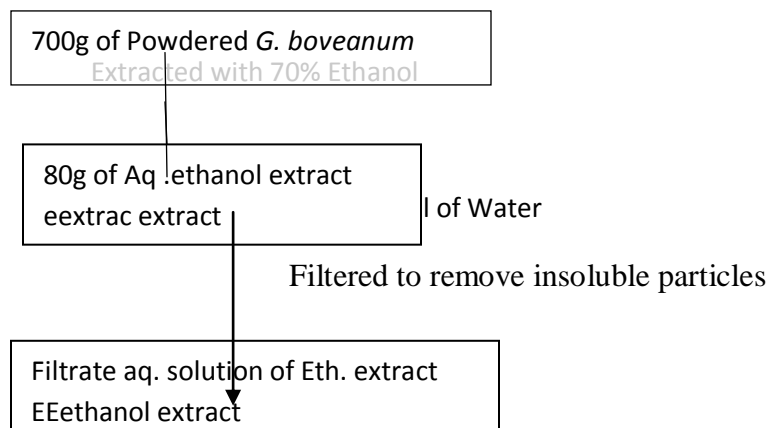 700g of Powdered G. boveanum
Extracted with 70% Ethanol
80g of Aq .ethanol extract
eextrac extract
l of Water
Filtered to remove insoluble particles
Filtrate aq. solution of Eth. extract
EEethanol extract